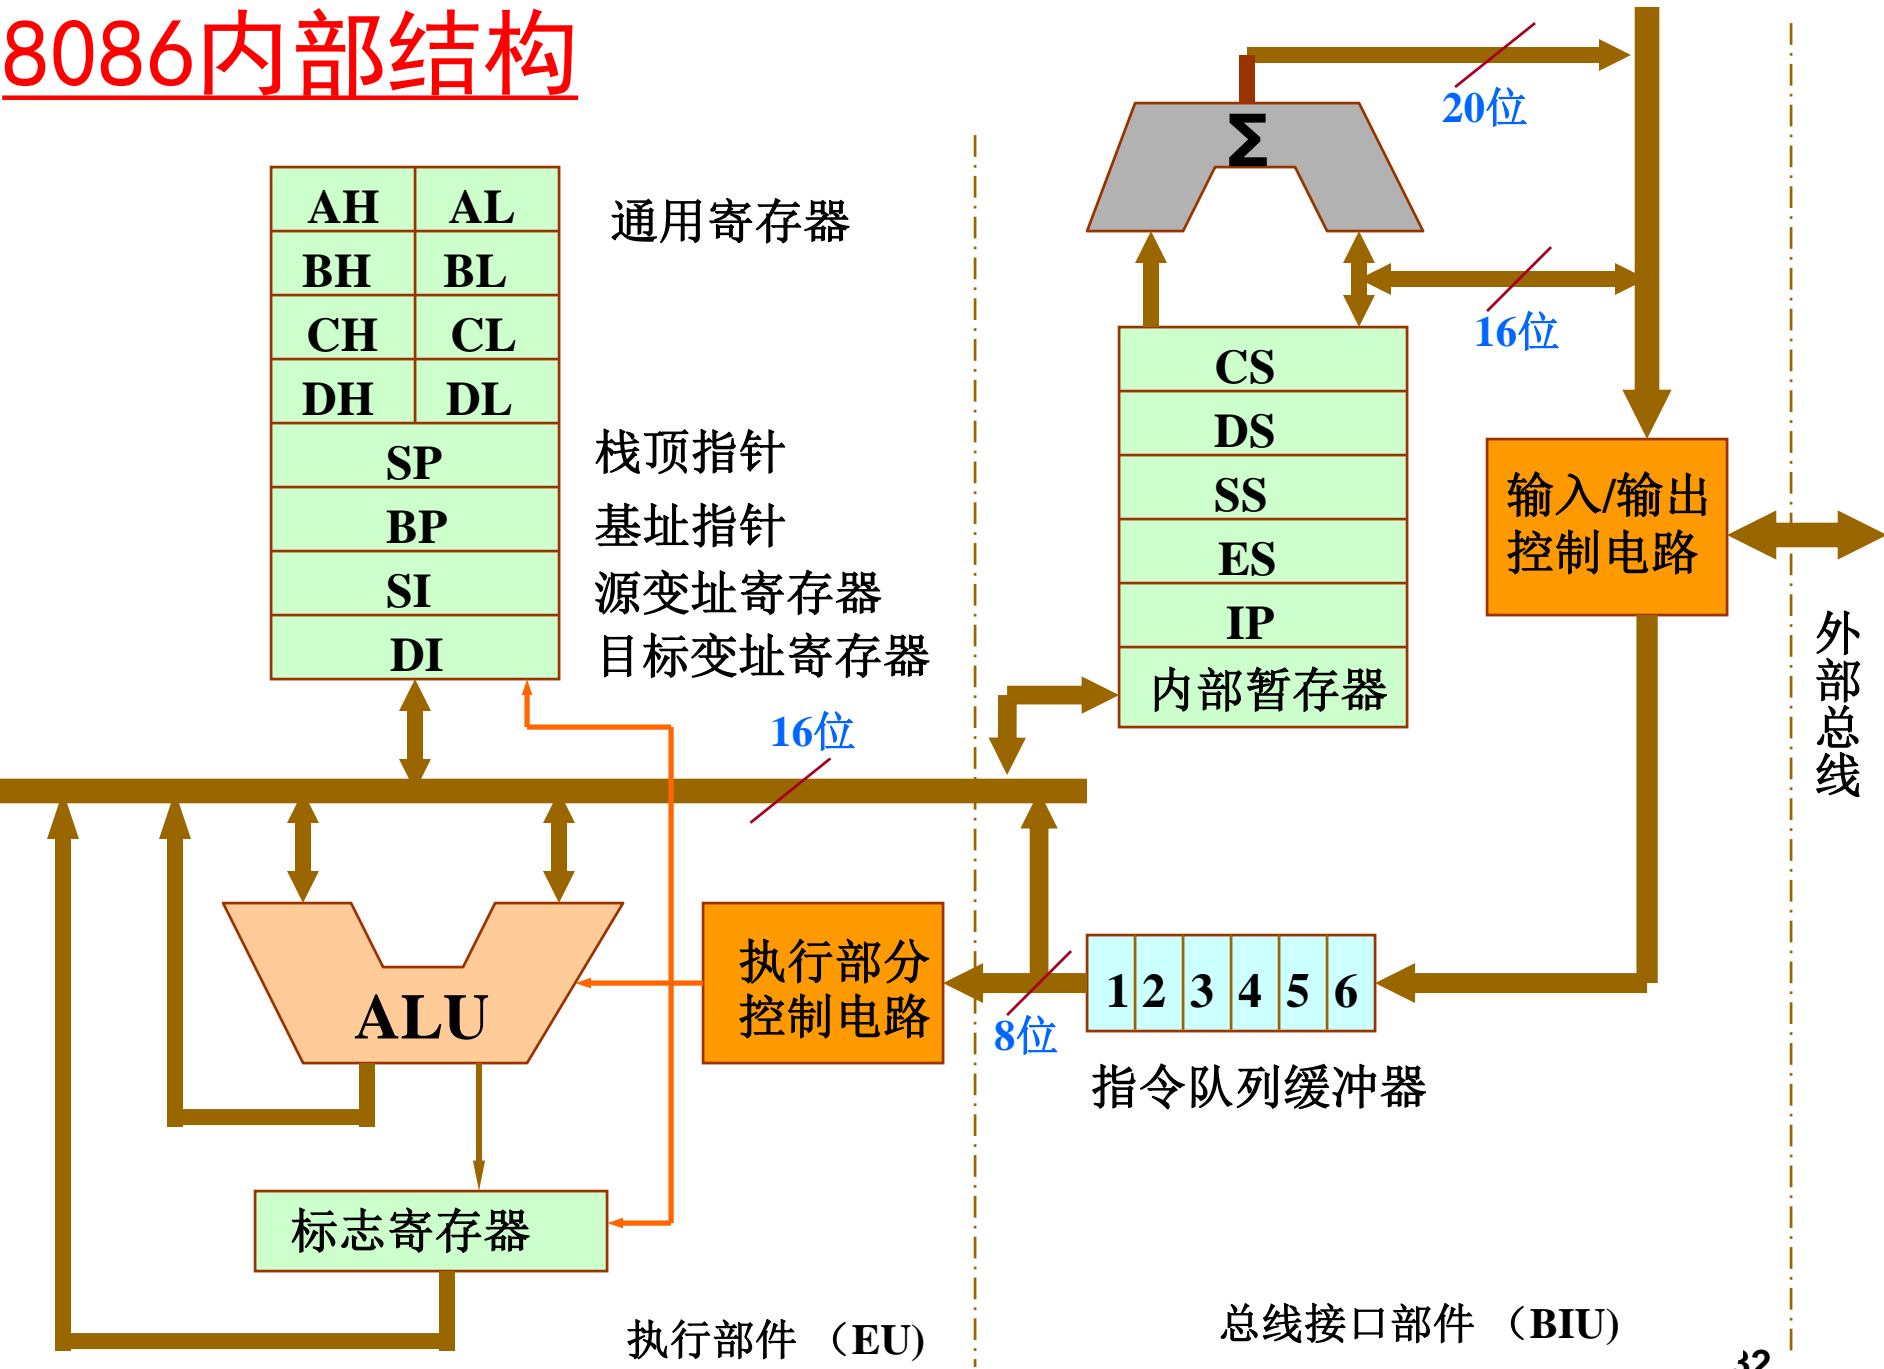 8086内部结构
20位
Σ
AH AL
通用寄存器
BH BL
CH CL
16位
DH DL
CS
DS
SS
ES
IP
内部暂存器
SP
栈顶指针
BP
基址指针
SI
源变址寄存器
DI
目标变址寄存器
输入/输出
控制电路
外部总线
16位
ALU
执行部分
控制电路
8位
1 2 3 4 5 6
指令队列缓冲器
标志寄存器
执行部件 （EU)
总线接口部件 （BIU)
32